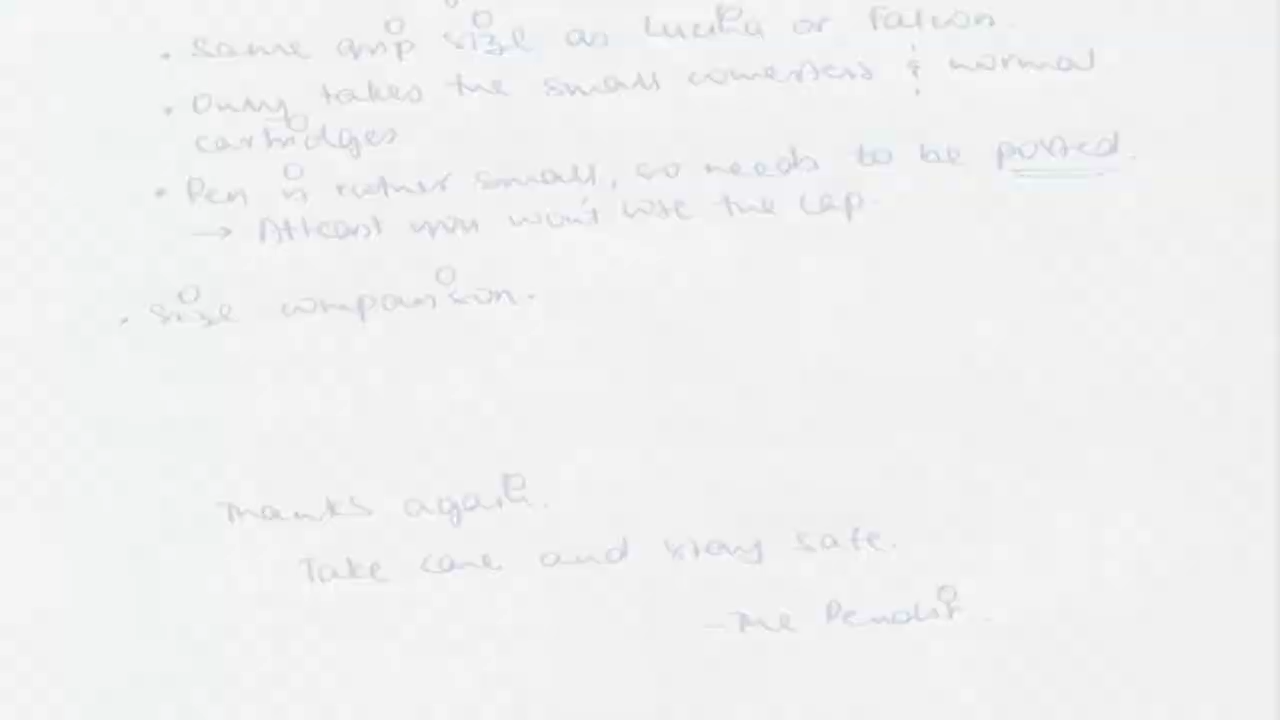 . Same grip size as Lucina or Falcon.
. Only takes the small converters & normal
cartridges
. Pen is rather small, so needs to be posted.
→ Atleast you won't lose the cap.
. Size comparison.
Thanks again.
Take care and stay safe.
- The Pendist.